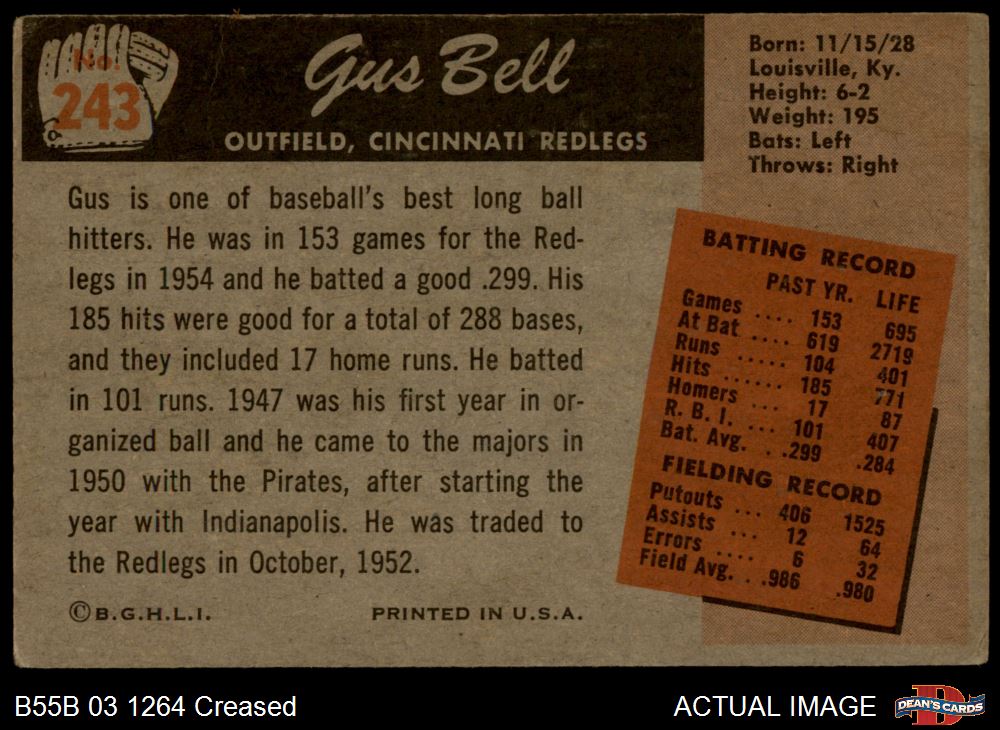 No.
243
Gus Bell
OUTFIELD, CINCINNATI REDLEGS
Born: 11/15/28
Louisville, Ky.
Height: 6-2
Weight: 195
Bats: Left
Throws: Right
Gus is one of baseball's best long ball
hitters. He was in 153 games for the Red-
legs in 1954 and he batted a good .299. His
185 hits were good for a total of 288 bases,
and they included 17 home runs. He batted
in 101 runs. 1947 was his first year in or-
ganized ball and he came to the majors in
1950 with the Pirates, after starting the
year with Indianapolis. He was traded to
the Redlegs in October, 1952.
©B.G.H.L.I. PRINTED IN U.S.A.
BATTING RECORD
PAST YR. LIFE
Games .... 153 695
At Bat .... 619 2719
Runs ..... 104 401
Hits ...... 185 771
Homers ... 17 87
R. B. I. ... 101 407
Bat. Avg. . .299 .284
FIELDING RECORD
Putouts ... 406 1525
Assists ... 12 64
Errors .... 6 32
Field Avg. . .986 .980
B55B 03 1264 Creased
ACTUAL IMAGE
D
DEAN'S CARDS